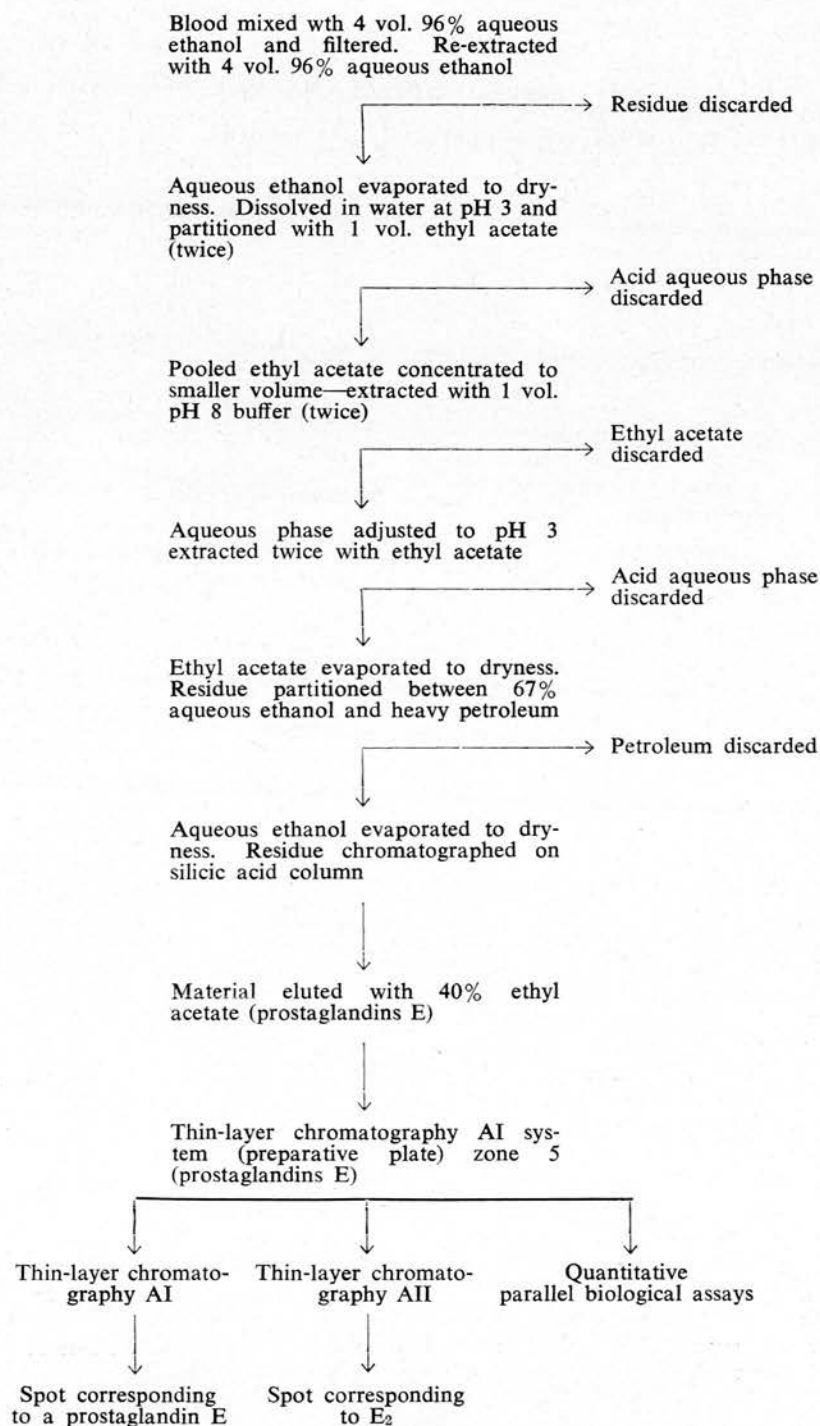 Blood mixed wth 4 vol. 96% aqueous
ethanol and filtered. Re-extracted
with 4 vol. 96% aqueous ethanol
Residue discarded
Aqueous ethanol evaporated to dry-
ness. Dissolved in water at pH 3 and
partitioned with 1 vol. ethyl acetate
(twice)
Acid aqueous phase
discarded
Pooled ethyl acetate concentrated to
smaller volume—extracted with 1 vol.
pH 8 buffer (twice)
Ethyl acetate
discarded
Aqueous phase adjusted to pH 3
extracted twice with ethyl acetate
Acid aqueous phase
discarded
Ethyl acetate evaporated to dryness.
Residue partitioned between 67%
aqueous ethanol and heavy petroleum
Petroleum discarded
Aqueous ethanol evaporated to dry-
ness. Residue chromatographed on
silicic acid column
Material eluted with 40% ethyl
acetate (prostaglandins E)
Thin-layer chromatography AI sys-
tem (preparative plate) zone 5
(prostaglandins E)
Thin-layer chromato-
graphy AI
Thin-layer chromato-
graphy AII
Quantitative
parallel biological assays
Spot corresponding
to a prostaglandin E
Spot corresponding
to E₂